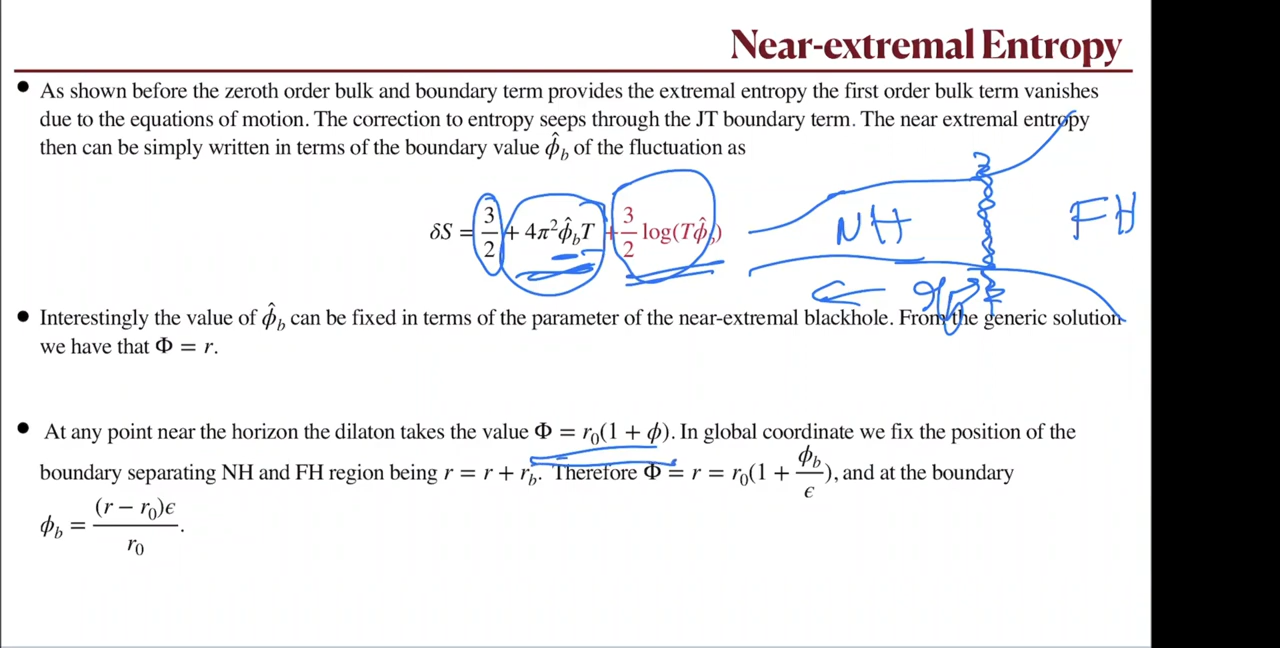 Near-extremal Entropy
• As shown before the zeroth order bulk and boundary term provides the extremal entropy the first order bulk term vanishes
due to the equations of motion. The correction to entropy seeps through the JT boundary term. The near extremal entropy
then can be simply written in terms of the boundary value ϕ̂_b of the fluctuation as
δS = 3/2 + 4π²ϕ̂_bT + 3/2 log(Tϕ̂_b)
NH
FH
• Interestingly the value of ϕ̂_b can be fixed in terms of the parameter of the near-extremal blackhole. From the generic solution
we have that Φ = r.
• At any point near the horizon the dilaton takes the value Φ = r₀(1 + ϕ). In global coordinate we fix the position of the
boundary separating NH and FH region being r = r + r_b. Therefore Φ = r = r₀(1 + ϕ_b/ϵ), and at the boundary
ϕ_b = (r − r₀)ϵ/r₀.